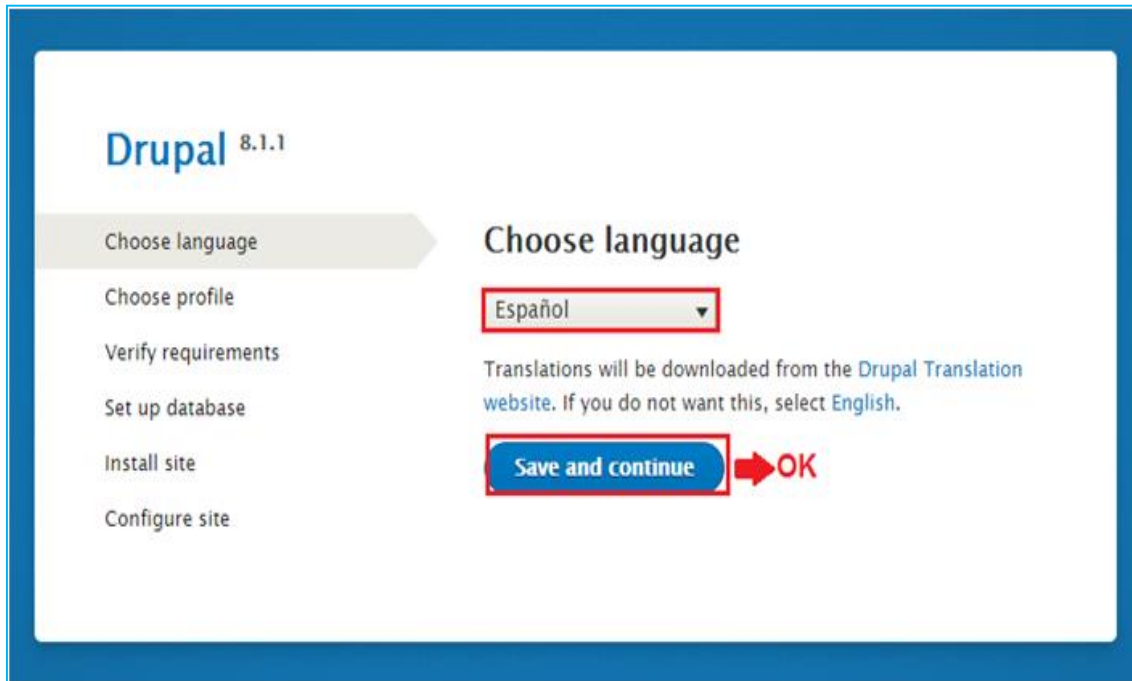 Drupal 8.1.1
Choose language
Choose profile
Verify requirements
Set up database
Install site
Configure site
Choose language
Español
Translations will be downloaded from the Drupal Translation
website. If you do not want this, select English.
Save and continue OK